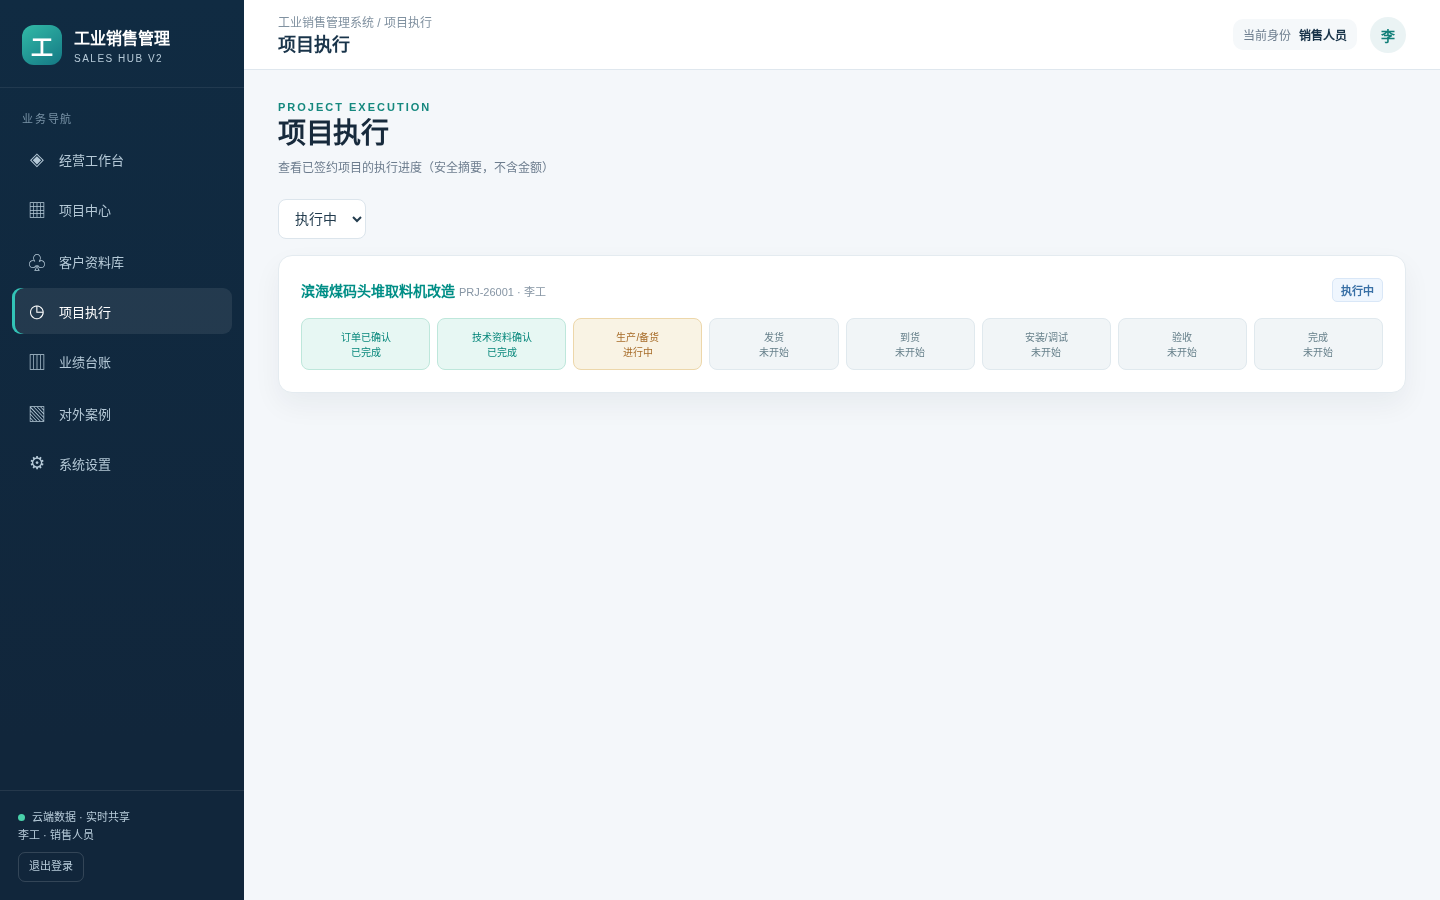 工
工业销售管理
SALES HUB V2
业务导航
经营工作台
项目中心
客户资料库
项目执行
业绩台账
对外案例
系统设置
云端数据 · 实时共享
李工 · 销售人员
退出登录
工业销售管理系统 / 项目执行
项目执行
当前身份 销售人员
李
PROJECT EXECUTION
项目执行
查看已签约项目的执行进度（安全摘要，不含金额）
执行中
滨海煤码头堆取料机改造 PRJ-26001 · 李工
执行中
订单已确认
已完成
技术资料确认
已完成
生产/备货
进行中
发货
未开始
到货
未开始
安装/调试
未开始
验收
未开始
完成
未开始